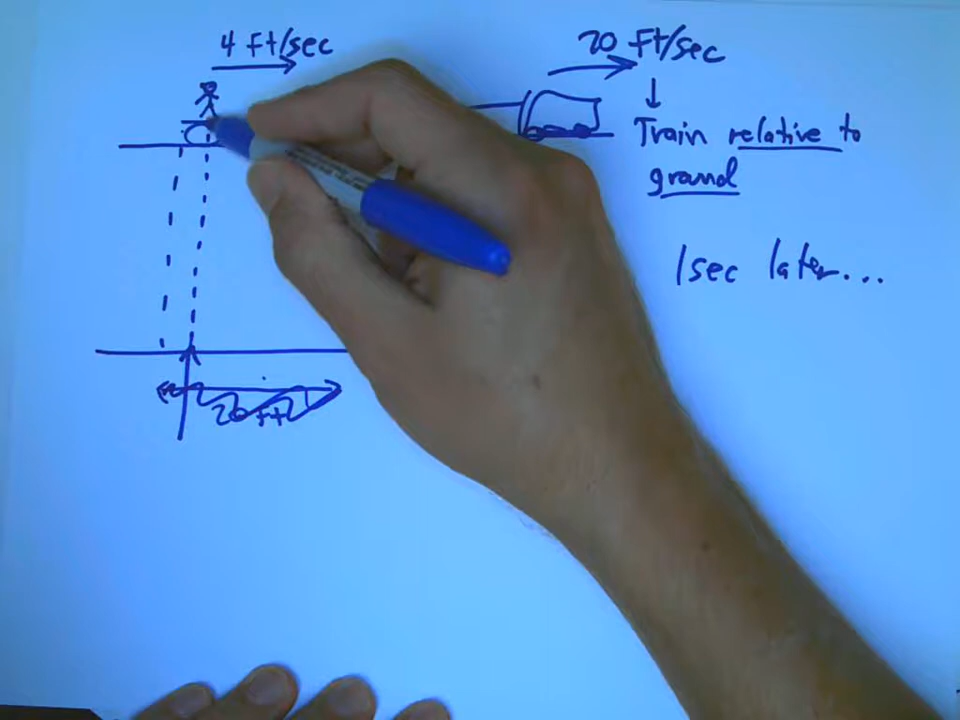 4 ft/sec
20 ft/sec
Train relative to
ground
1sec later...
20 ft